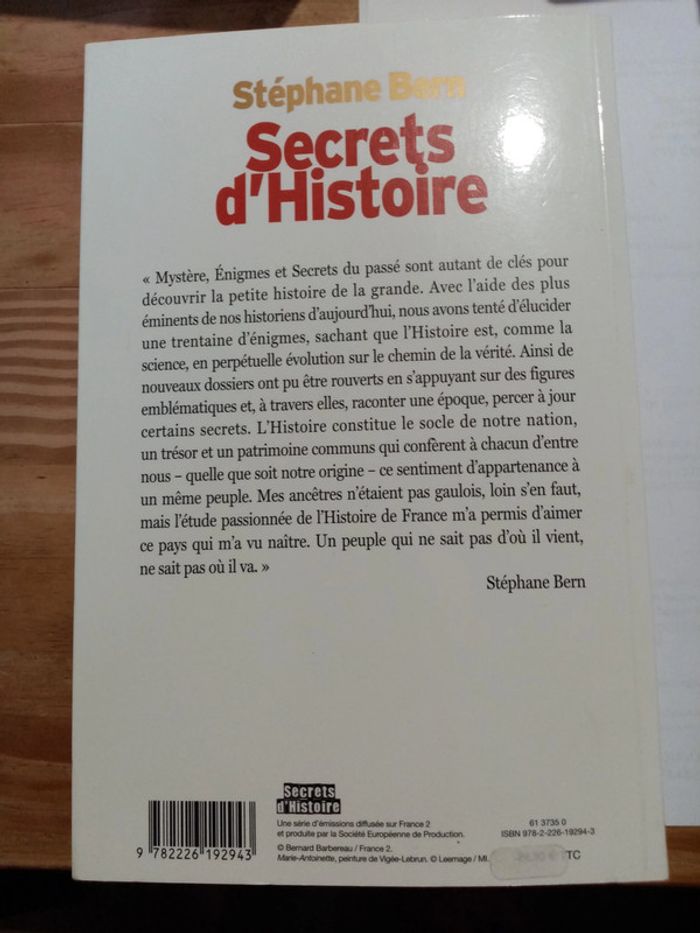 Stéphane Bern
Secrets
d'Histoire
« Mystère, Énigmes et Secrets du passé sont autant de clés pour
découvrir la petite histoire de la grande. Avec l'aide des plus
éminents de nos historiens d'aujourd'hui, nous avons tenté d'élucider
une trentaine d'énigmes, sachant que l'Histoire est, comme la
science, en perpétuelle évolution sur le chemin de la vérité. Ainsi de
nouveaux dossiers ont pu être rouverts en s'appuyant sur des figures
emblématiques et, à travers elles, raconter une époque, percer à jour
certains secrets. L'Histoire constitue le socle de notre nation,
un trésor et un patrimoine communs qui confèrent à chacun d'entre
nous – quelle que soit notre origine – ce sentiment d'appartenance à
un même peuple. Mes ancêtres n'étaient pas gaulois, loin s'en faut,
mais l'étude passionnée de l'Histoire de France m'a permis d'aimer
ce pays qui m'a vu naître. Un peuple qui ne sait pas d'où il vient,
ne sait pas où il va. »
Stéphane Bern
Secrets
d'Histoire
Une série d'émissions diffusée sur France 2
et produite par la Société Européenne de Production.
© Bernard Barbereau / France 2.
Marie-Antoinette, peinture de Vigée-Lebrun. © Leemage / MI.
61 3735 0
ISBN 978-2-226-19294-3
TC
9 782226 192943